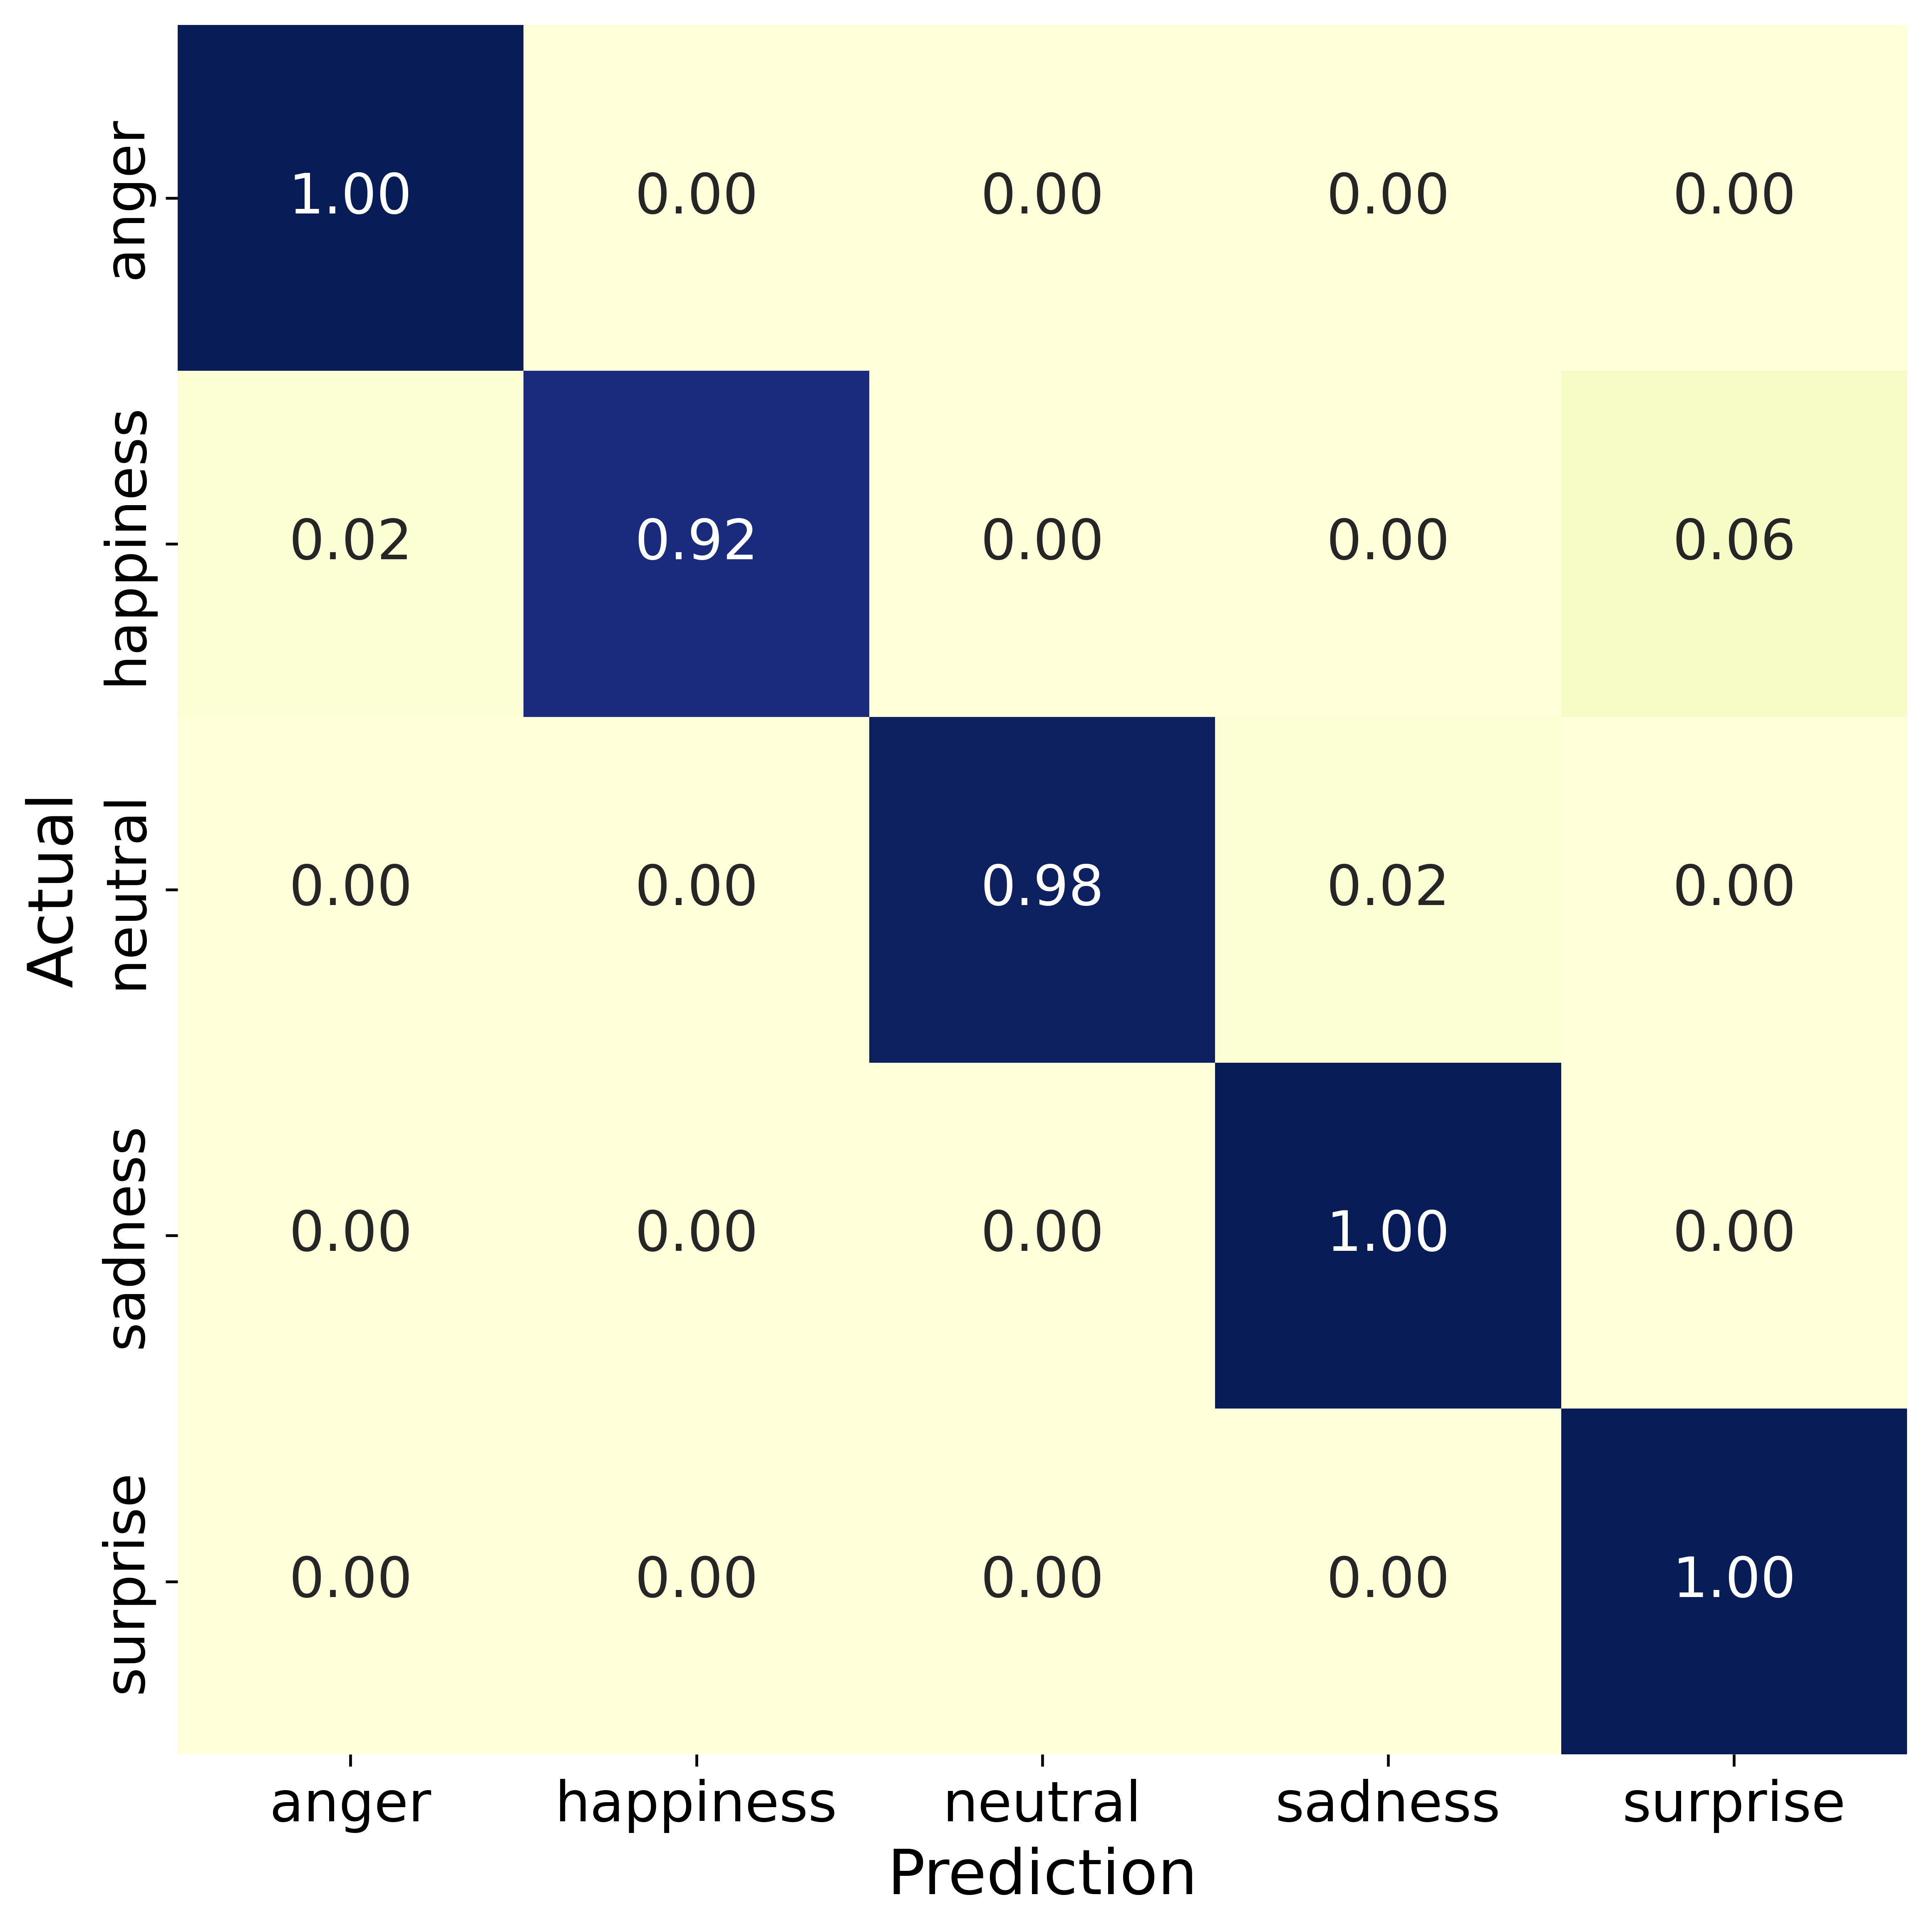 Actual
anger 1.00 0.00 0.00 0.00 0.00
happiness 0.02 0.92 0.00 0.00 0.06
neutral 0.00 0.00 0.98 0.02 0.00
sadness 0.00 0.00 0.00 1.00 0.00
surprise 0.00 0.00 0.00 0.00 1.00
anger happiness neutral sadness surprise
Prediction